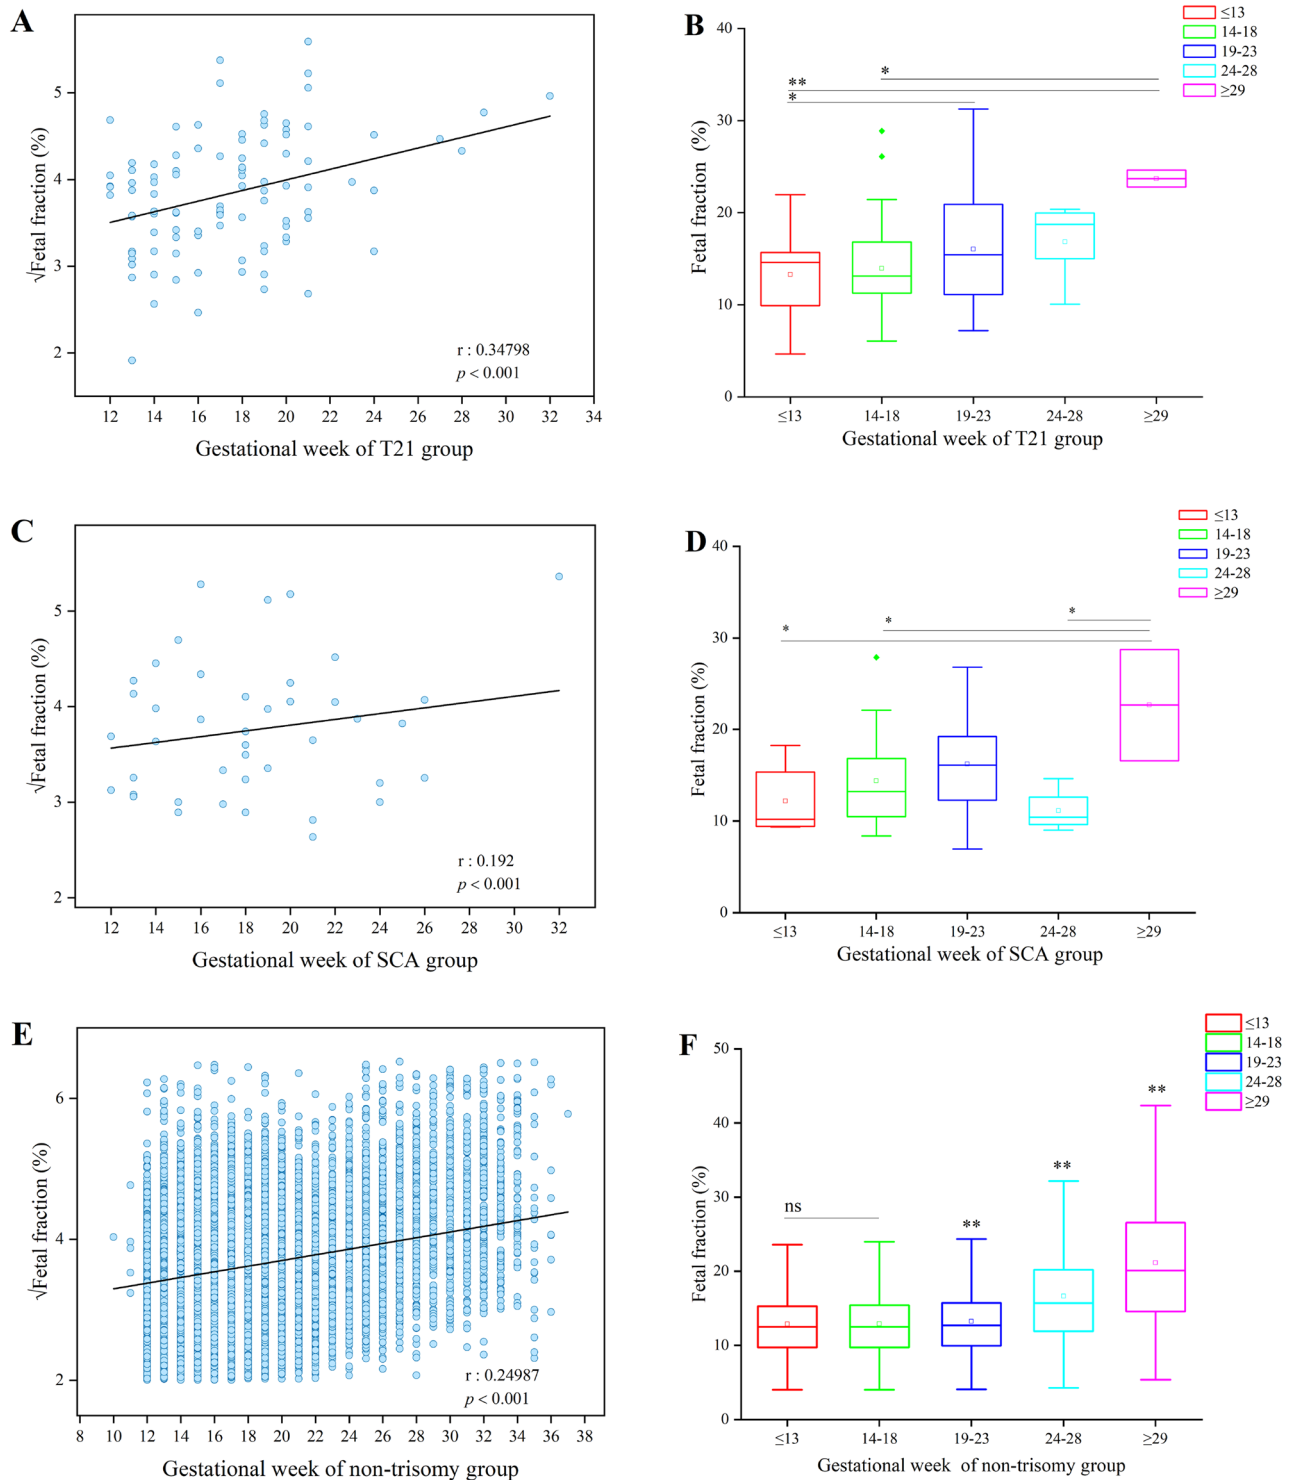 A
√Fetal fraction (%)
5
4
3
2
r : 0.34798
p < 0.001
12 14 16 18 20 22 24 26 28 30 32 34
Gestational week of T21 group
B
≤13
14-18
19-23
24-28
≥29
Fetal fraction (%)
40
30
20
10
0
*
**
*
≤13 14-18 19-23 24-28 ≥29
Gestational week of T21 group
C
√Fetal fraction (%)
5
4
3
2
r : 0.192
p < 0.001
12 14 16 18 20 22 24 26 28 30 32
Gestational week of SCA group
D
≤13
14-18
19-23
24-28
≥29
Fetal fraction (%)
40
30
20
10
0
*
*
*
≤13 14-18 19-23 24-28 ≥29
Gestational week of SCA group
E
√Fetal fraction (%)
6
4
2
r : 0.24987
p < 0.001
8 10 12 14 16 18 20 22 24 26 28 30 32 34 36 38
Gestational week of non-trisomy group
F
≤13
14-18
19-23
24-28
≥29
Fetal fraction (%)
50
40
30
20
10
0
ns
**
**
**
≤13 14-18 19-23 24-28 ≥29
Gestational week of non-trisomy group